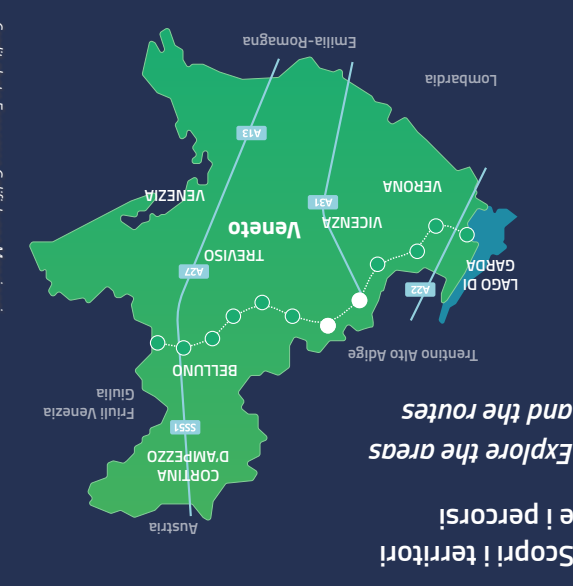 Scopri i territori
e i percorsi
Explore the areas
and the routes
Austria
CORTINA
D'AMPEZZO
SS51
Friuli Venezia
Giulia
BELLUNO
Trentino Alto Adige
A22
LAGO DI
GARDA
A27
TREVISO
Veneto
VICENZA
A31
VENEZIA
VERONA
A13
Lombardia
Emilia-Romagna